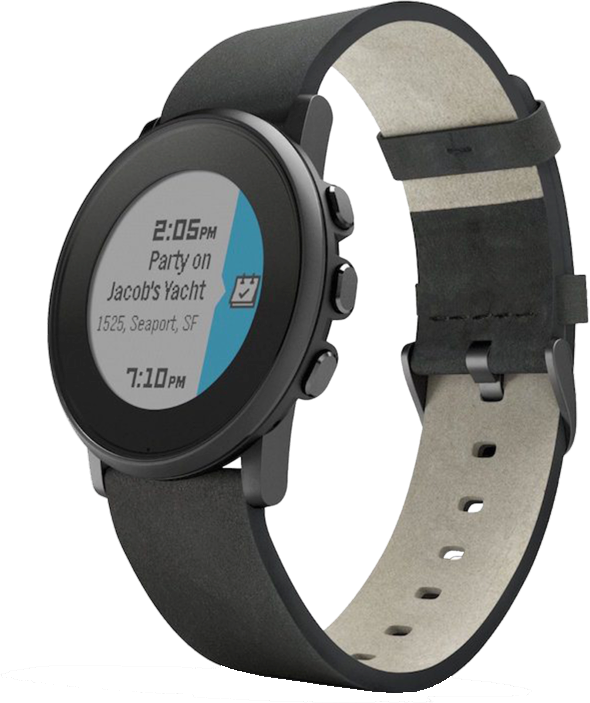 2:05PM
Party on
Jacob's Yacht
1525, Seaport, SF
7:10PM